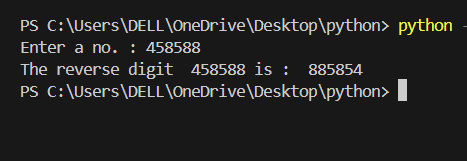 PS C:\Users\DELL\OneDrive\Desktop\python> python -
Enter a no. : 458588
The reverse digit  458588 is :  885854
PS C:\Users\DELL\OneDrive\Desktop\python>